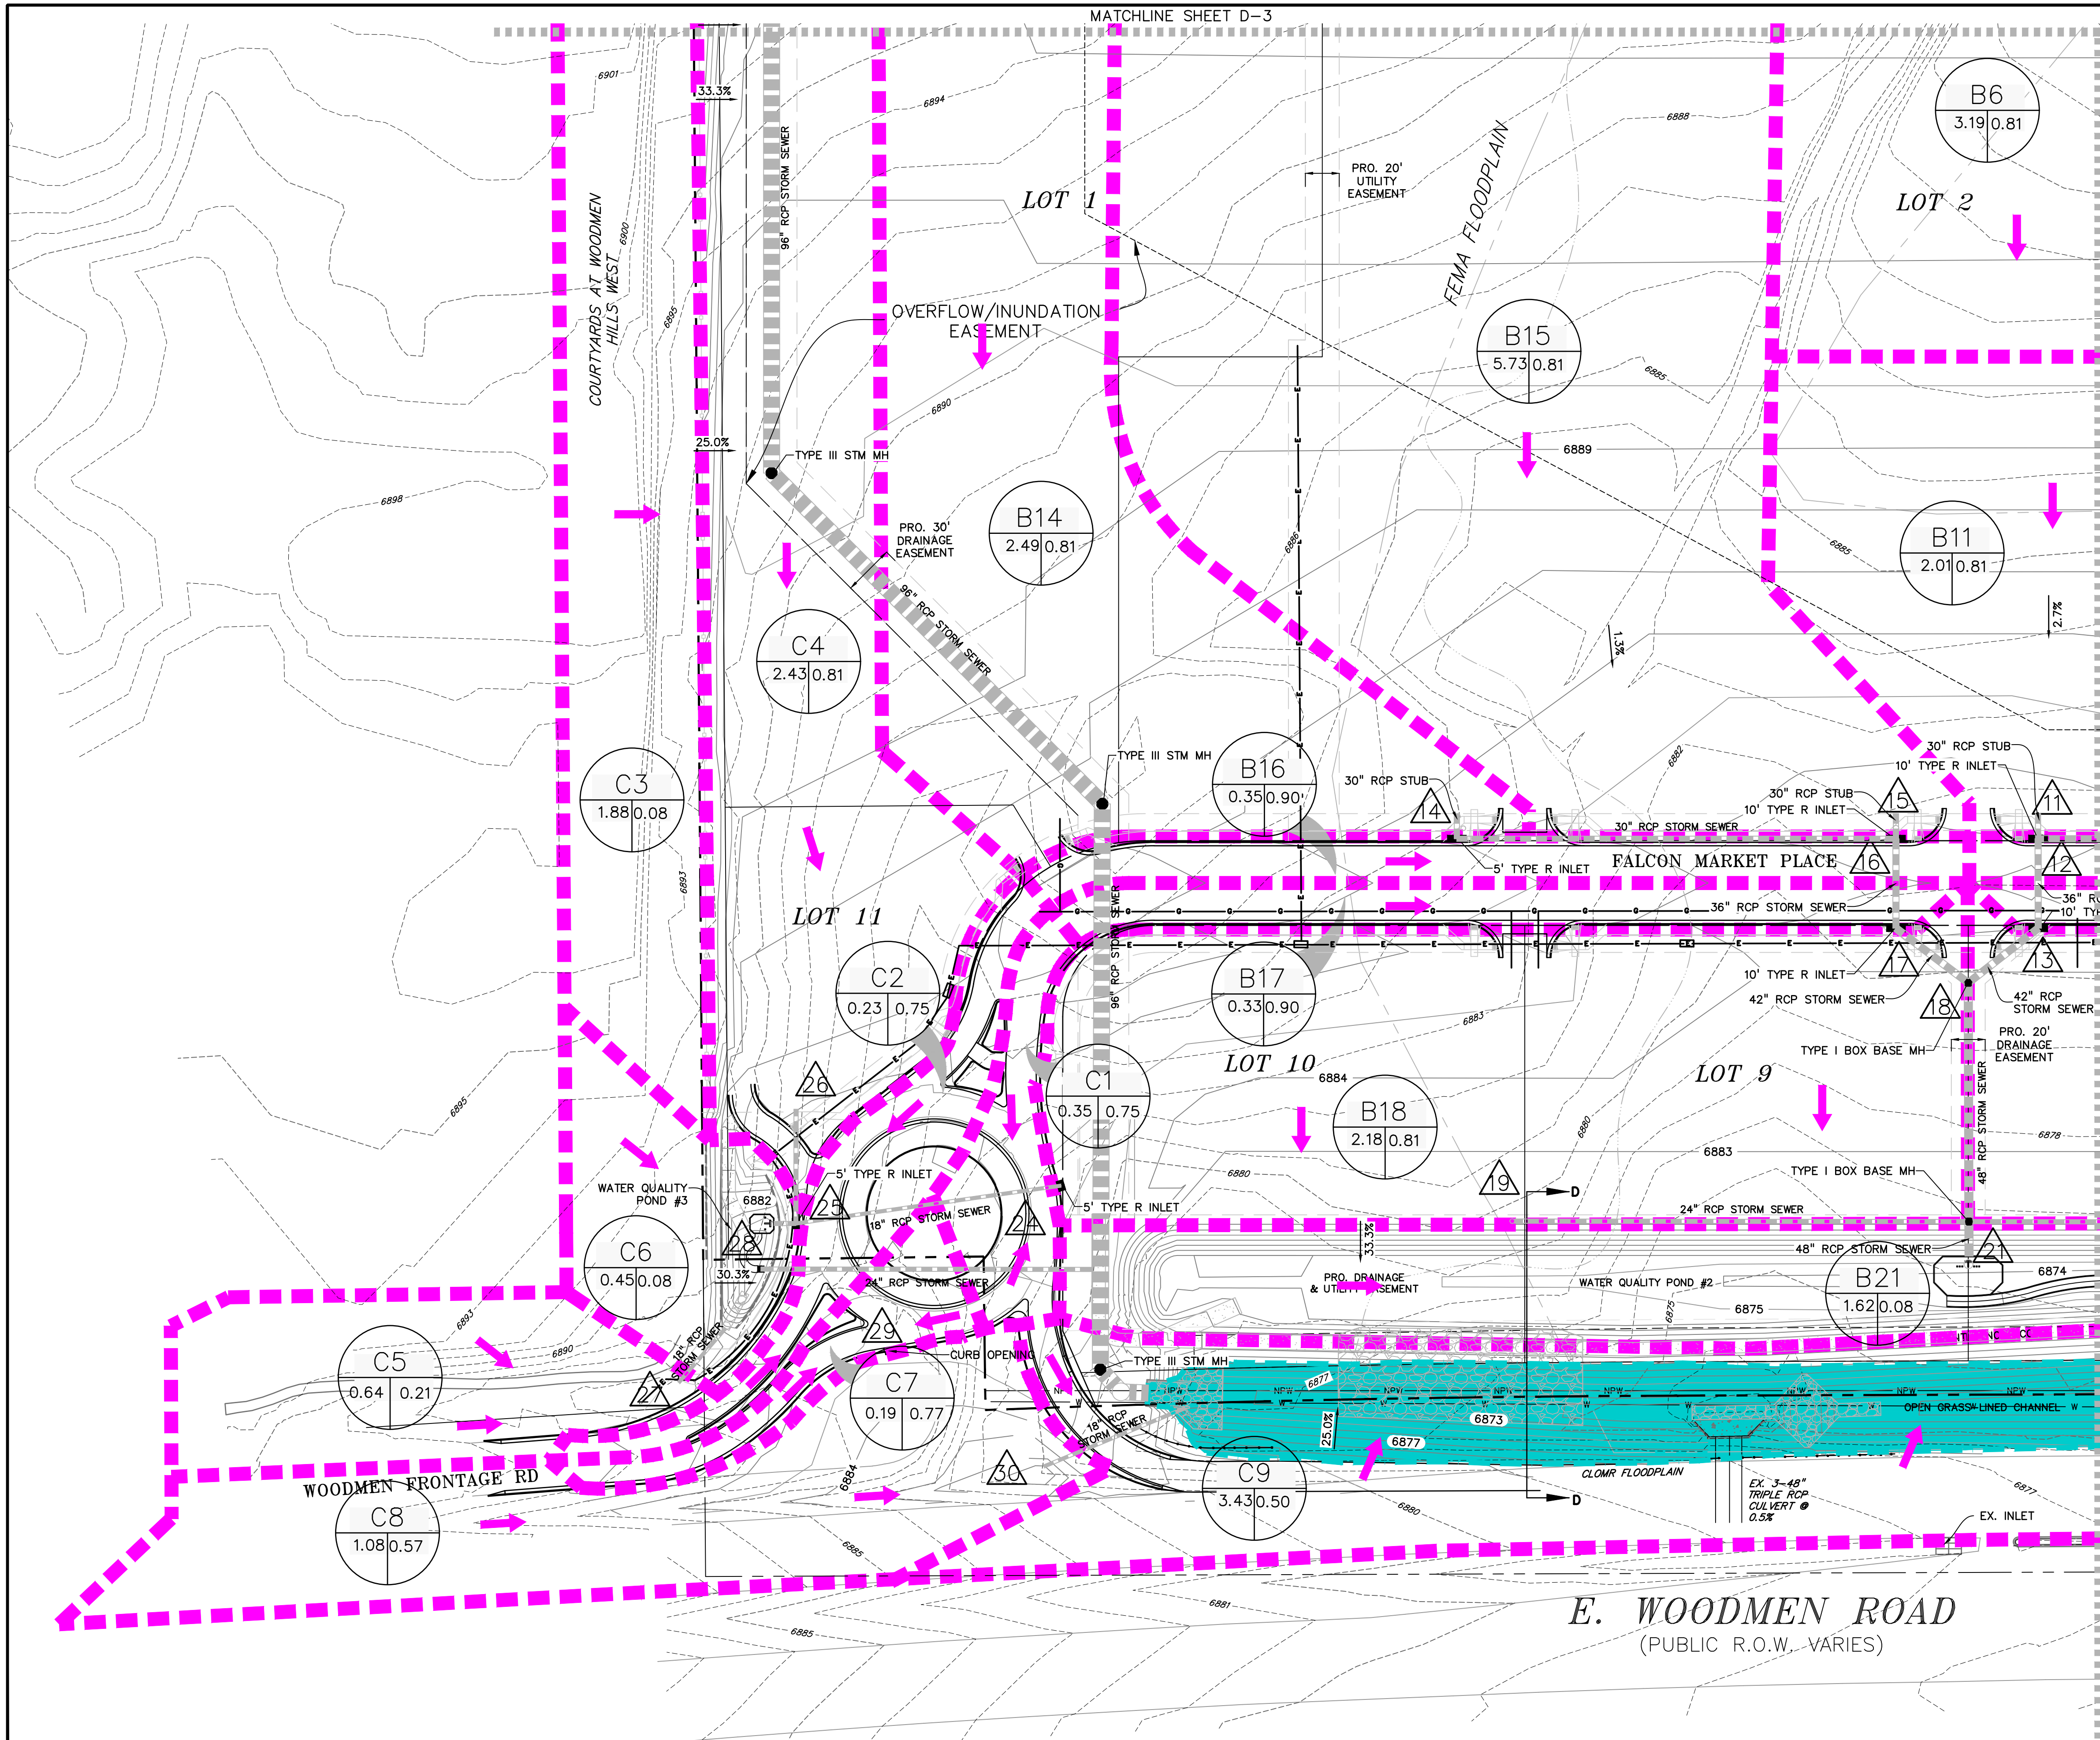 MATCHLINE SHEET D-3
6901
33.3%
6894
6888
B6
3.19 0.81
96" RCP STORM SEWER
PRO. 20'
UTILITY
EASEMENT
FEMA FLOODPLAIN
LOT 1
LOT 2
COURTYARDS AT WOODMEN
HILLS WEST
6900
6895
OVERFLOW/INUNDATION
EASEMENT
B15
5.73 0.81
6885
6890
25.0%
TYPE III STM MH
6889
6898
B14
2.49 0.81
PRO. 30'
DRAINAGE
EASEMENT
6886
6885
B11
2.01 0.81
96" RCP STORM SEWER
2.7%
1.3%
C4
2.43 0.81
C3
1.88 0.08
TYPE III STM MH
B16
0.35 0.90
30" RCP STUB
14
6882
30" RCP STUB
10' TYPE R INLET
30" RCP STUB
10' TYPE R INLET
15
11
30" RCP STORM SEWER
5' TYPE R INLET
FALCON MARKET PLACE
16
12
6893
LOT 11
96" RCP STORM SEWER
36" RCP STORM SEWER
36" RC
10' TY
C2
0.23 0.75
B17
0.33 0.90
10' TYPE R INLET
17
13
42" RCP STORM SEWER
18
42" RCP
STORM SEWER
6883
PRO. 20'
DRAINAGE
EASEMENT
TYPE I BOX BASE MH
LOT 10
LOT 9
6884
C1
0.35 0.75
26
6895
B18
2.18 0.81
6880
6878
48" RCP STORM SEWER
6883
5' TYPE R INLET
6880
19
TYPE I BOX BASE MH
WATER QUALITY
POND #3
6882
25
5' TYPE R INLET
D
18" RCP STORM SEWER
24
24" RCP STORM SEWER
28
33.3%
48" RCP STORM SEWER
21
C6
0.45 0.08
30.3%
24" RCP STORM SEWER
PRO. DRAINAGE
& UTILITY EASEMENT
WATER QUALITY POND #2
B21
1.62 0.08
6874
6875
6875
6893
6890
18" RCP
STORM SEWER
29
CURB OPENING
C5
0.64 0.21
27
TYPE III STM MH
C7
0.19 0.77
6877
NPW NPW NPW NPW NPW NPW NPW
OPEN GRASS LINED CHANNEL
6873
6877
25.0%
18" RCP
STORM SEWER
WOODMEN FRONTAGE RD
6884
30
C9
3.43 0.50
CLOMR FLOODPLAIN
D
EX. 3-48"
TRIPLE RCP
CULVERT @
0.5%
6877
C8
1.08 0.57
6880
EX. INLET
6885
6881
6885
E. WOODMEN ROAD
(PUBLIC R.O.W. VARIES)